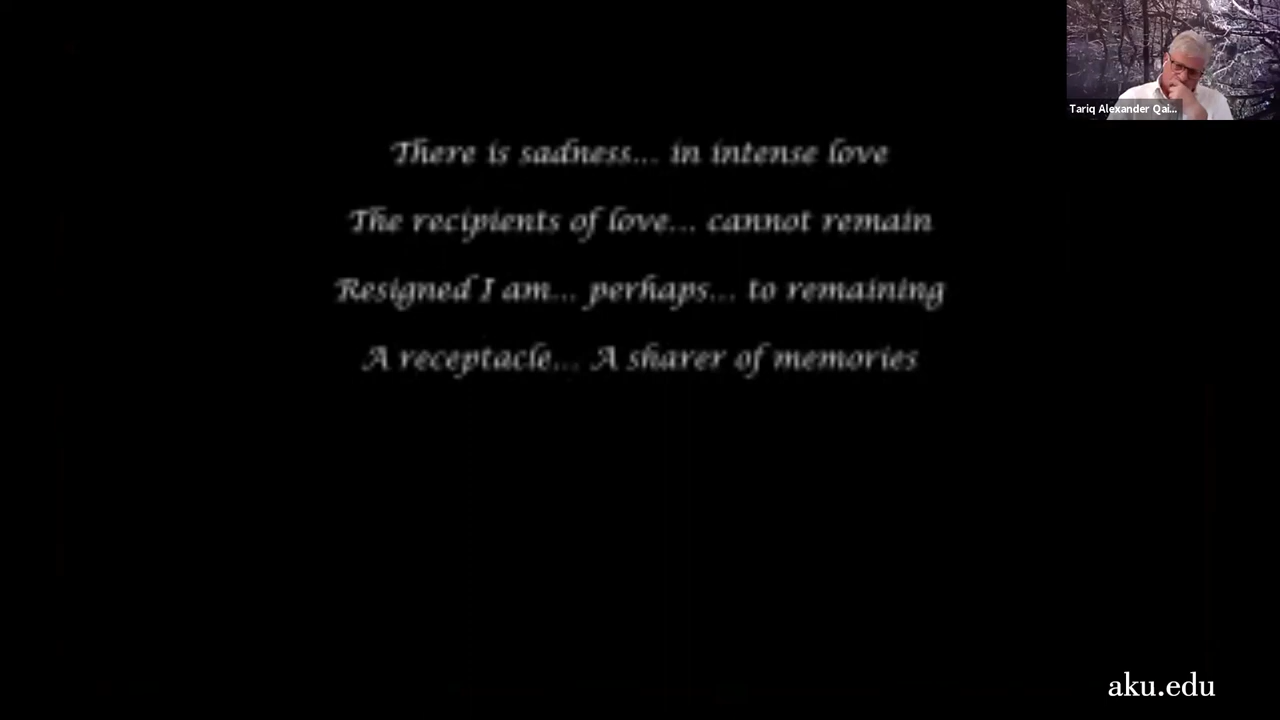 Tariq Alexander Qai...
There is sadness... in intense love
The recipients of love... cannot remain
Resigned I am... perhaps... to remaining
A receptacle... A sharer of memories
aku.edu